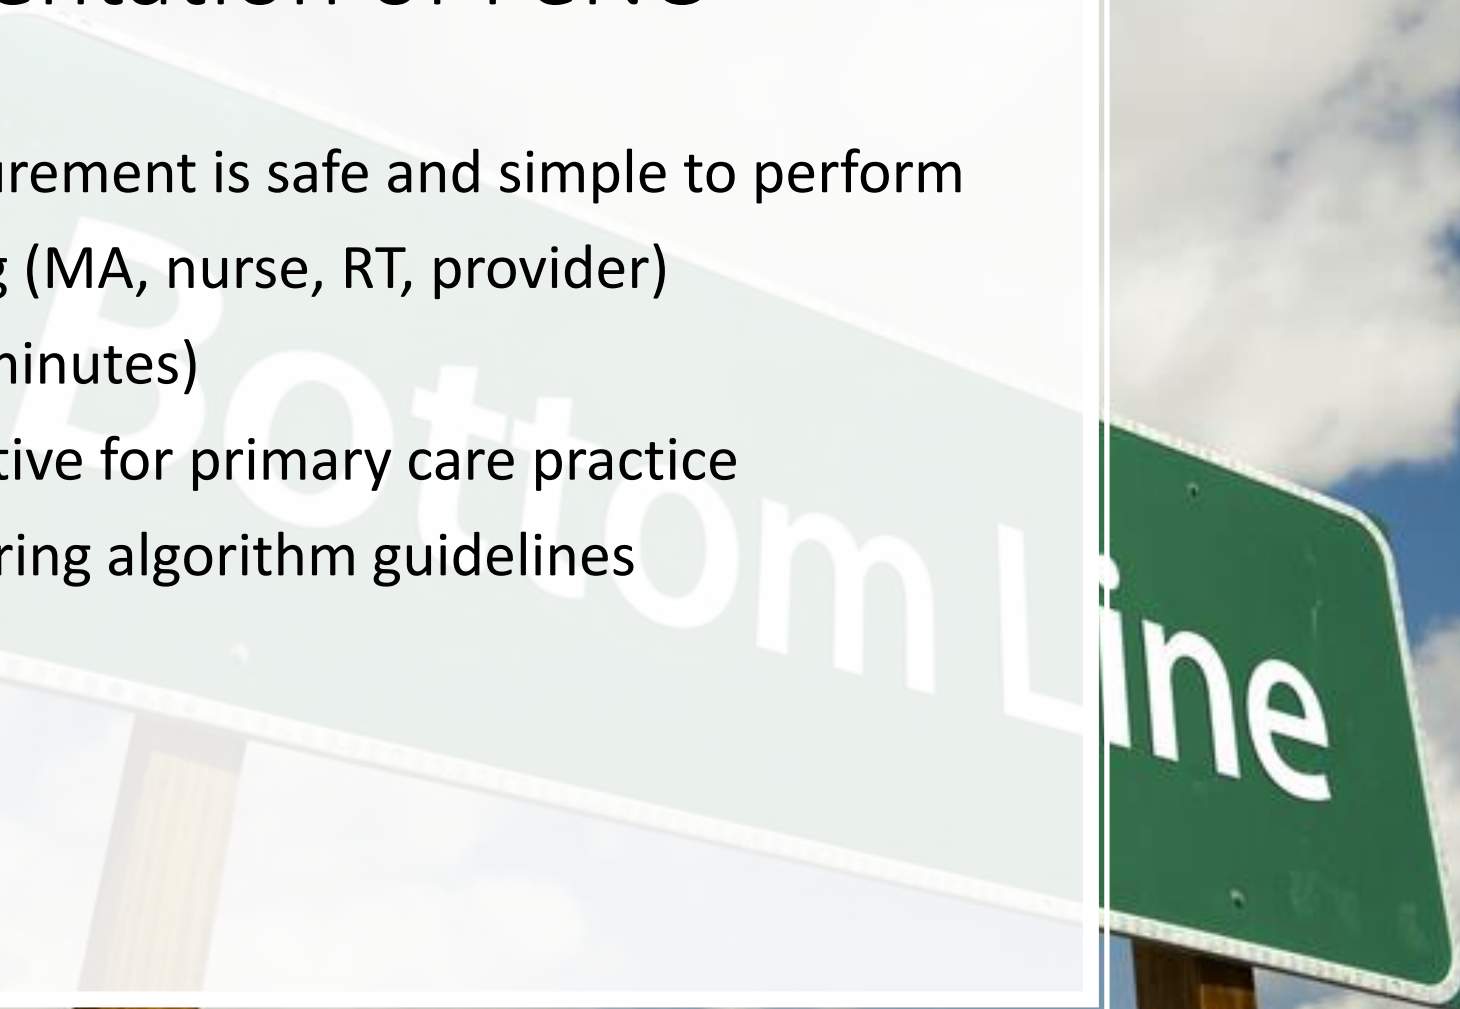 urement is safe and simple to perform
g (MA, nurse, RT, provider)
minutes)
tive for primary care practice
ring algorithm guidelines
Bottom Line